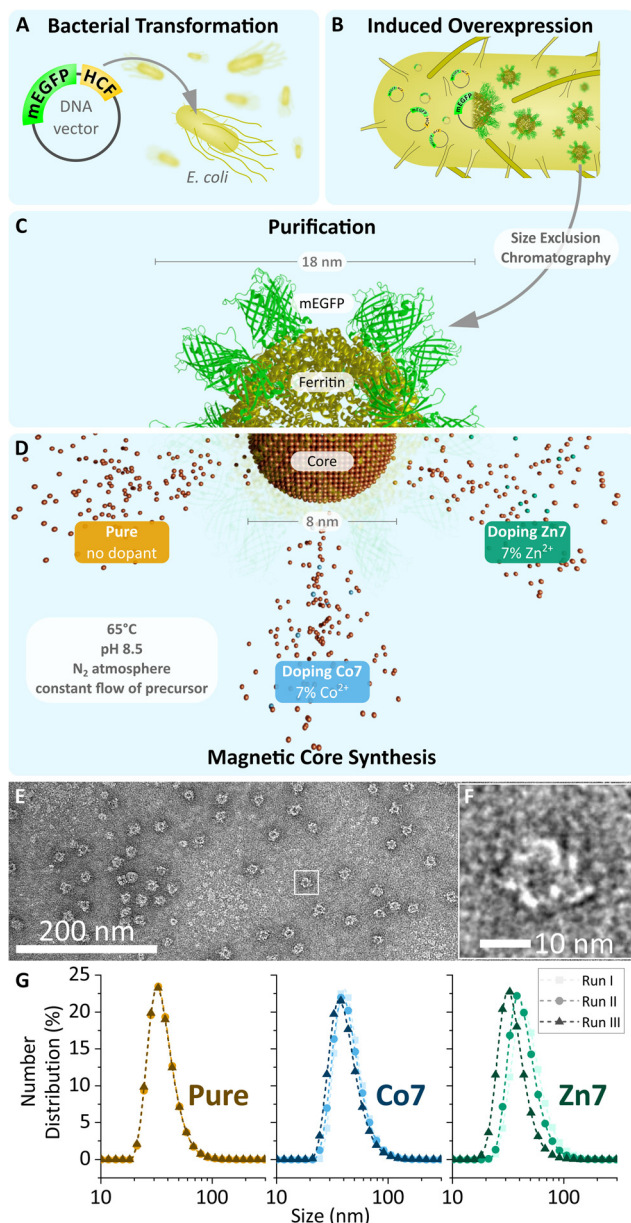 A Bacterial Transformation
mEGFP HCF
DNA
vector
E. coli
B Induced Overexpression
mEGFP
C Purification
Size Exclusion
Chromatography
18 nm
mEGFP
Ferritin
D
Core
8 nm
Pure
no dopant
Doping Zn7
7% Zn²⁺
65°C
pH 8.5
N₂ atmosphere
constant flow of precursor
Doping Co7
7% Co²⁺
Magnetic Core Synthesis
E
200 nm
F
10 nm
G
Number
Distribution (%)
25
20
15
10
5
0
Pure
Co7
Zn7
Run I
Run II
Run III
10 100 10 100 10 100
Size (nm)